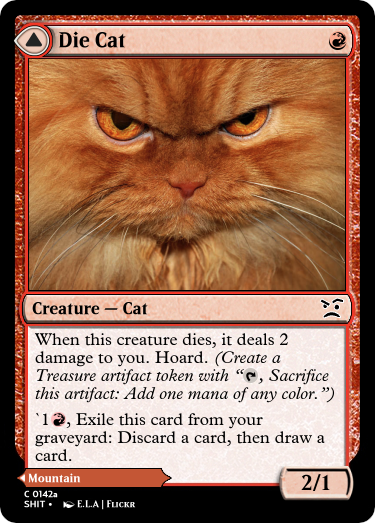 Die Cat
Creature — Cat
When this creature dies, it deals 2
damage to you. Hoard. (Create a
Treasure artifact token with “, Sacrifice
this artifact: Add one mana of any color.”)
`1, Exile this card from your
graveyard: Discard a card, then draw a
card.
Mountain
2/1
C 0142a
SHIT • E.L.A | Flickr